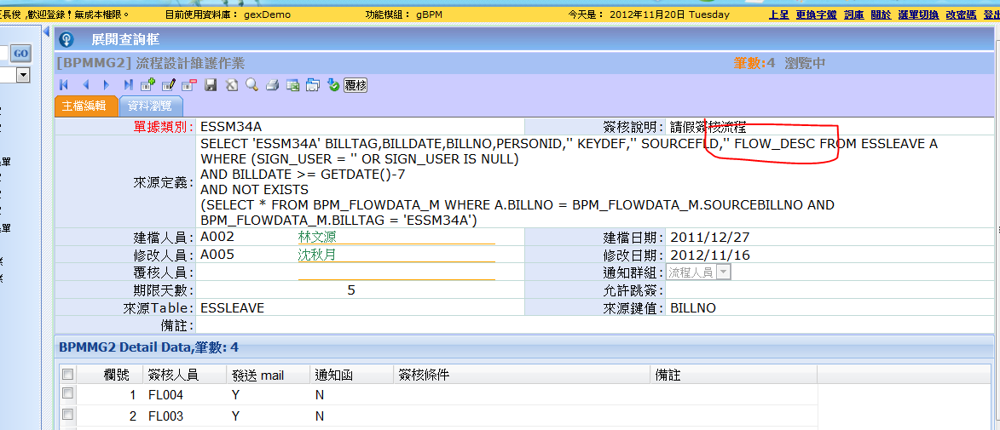 正長俊 ,歡迎登錄！無成本權限。 目前使用資料庫： gexDemo 功能模組： gBPM 今天是： 2012年11月20日 Tuesday 上呈 更換字體 詞庫 關於 選單切換 改密碼 登出
GO
展開查詢框
[BPMMG2] 流程設計維護作業 筆數:4 瀏覽中
覆核
主檔編輯 資料瀏覽
單據類別: ESSM34A 簽核說明: 請假簽核流程
來源定義: SELECT 'ESSM34A' BILLTAG,BILLDATE,BILLNO,PERSONID,'' KEYDEF,'' SOURCEFLD,'' FLOW_DESC FROM ESSLEAVE A
WHERE (SIGN_USER = '' OR SIGN_USER IS NULL)
AND BILLDATE >= GETDATE()-7
AND NOT EXISTS
(SELECT * FROM BPM_FLOWDATA_M WHERE A.BILLNO = BPM_FLOWDATA_M.SOURCEBILLNO AND
BPM_FLOWDATA_M.BILLTAG = 'ESSM34A')
建檔人員: A002 林文源 建檔日期: 2011/12/27
修改人員: A005 沈秋月 修改日期: 2012/11/16
覆核人員: 通知群組: 流程人員
期限天數: 5 允許跳簽:
來源Table: ESSLEAVE 來源鍵值: BILLNO
備註:
BPMMG2 Detail Data,筆數: 4
欄號 簽核人員 發送 mail 通知函 簽核條件 備註
1 FL004 Y N
2 FL003 Y N
單
單